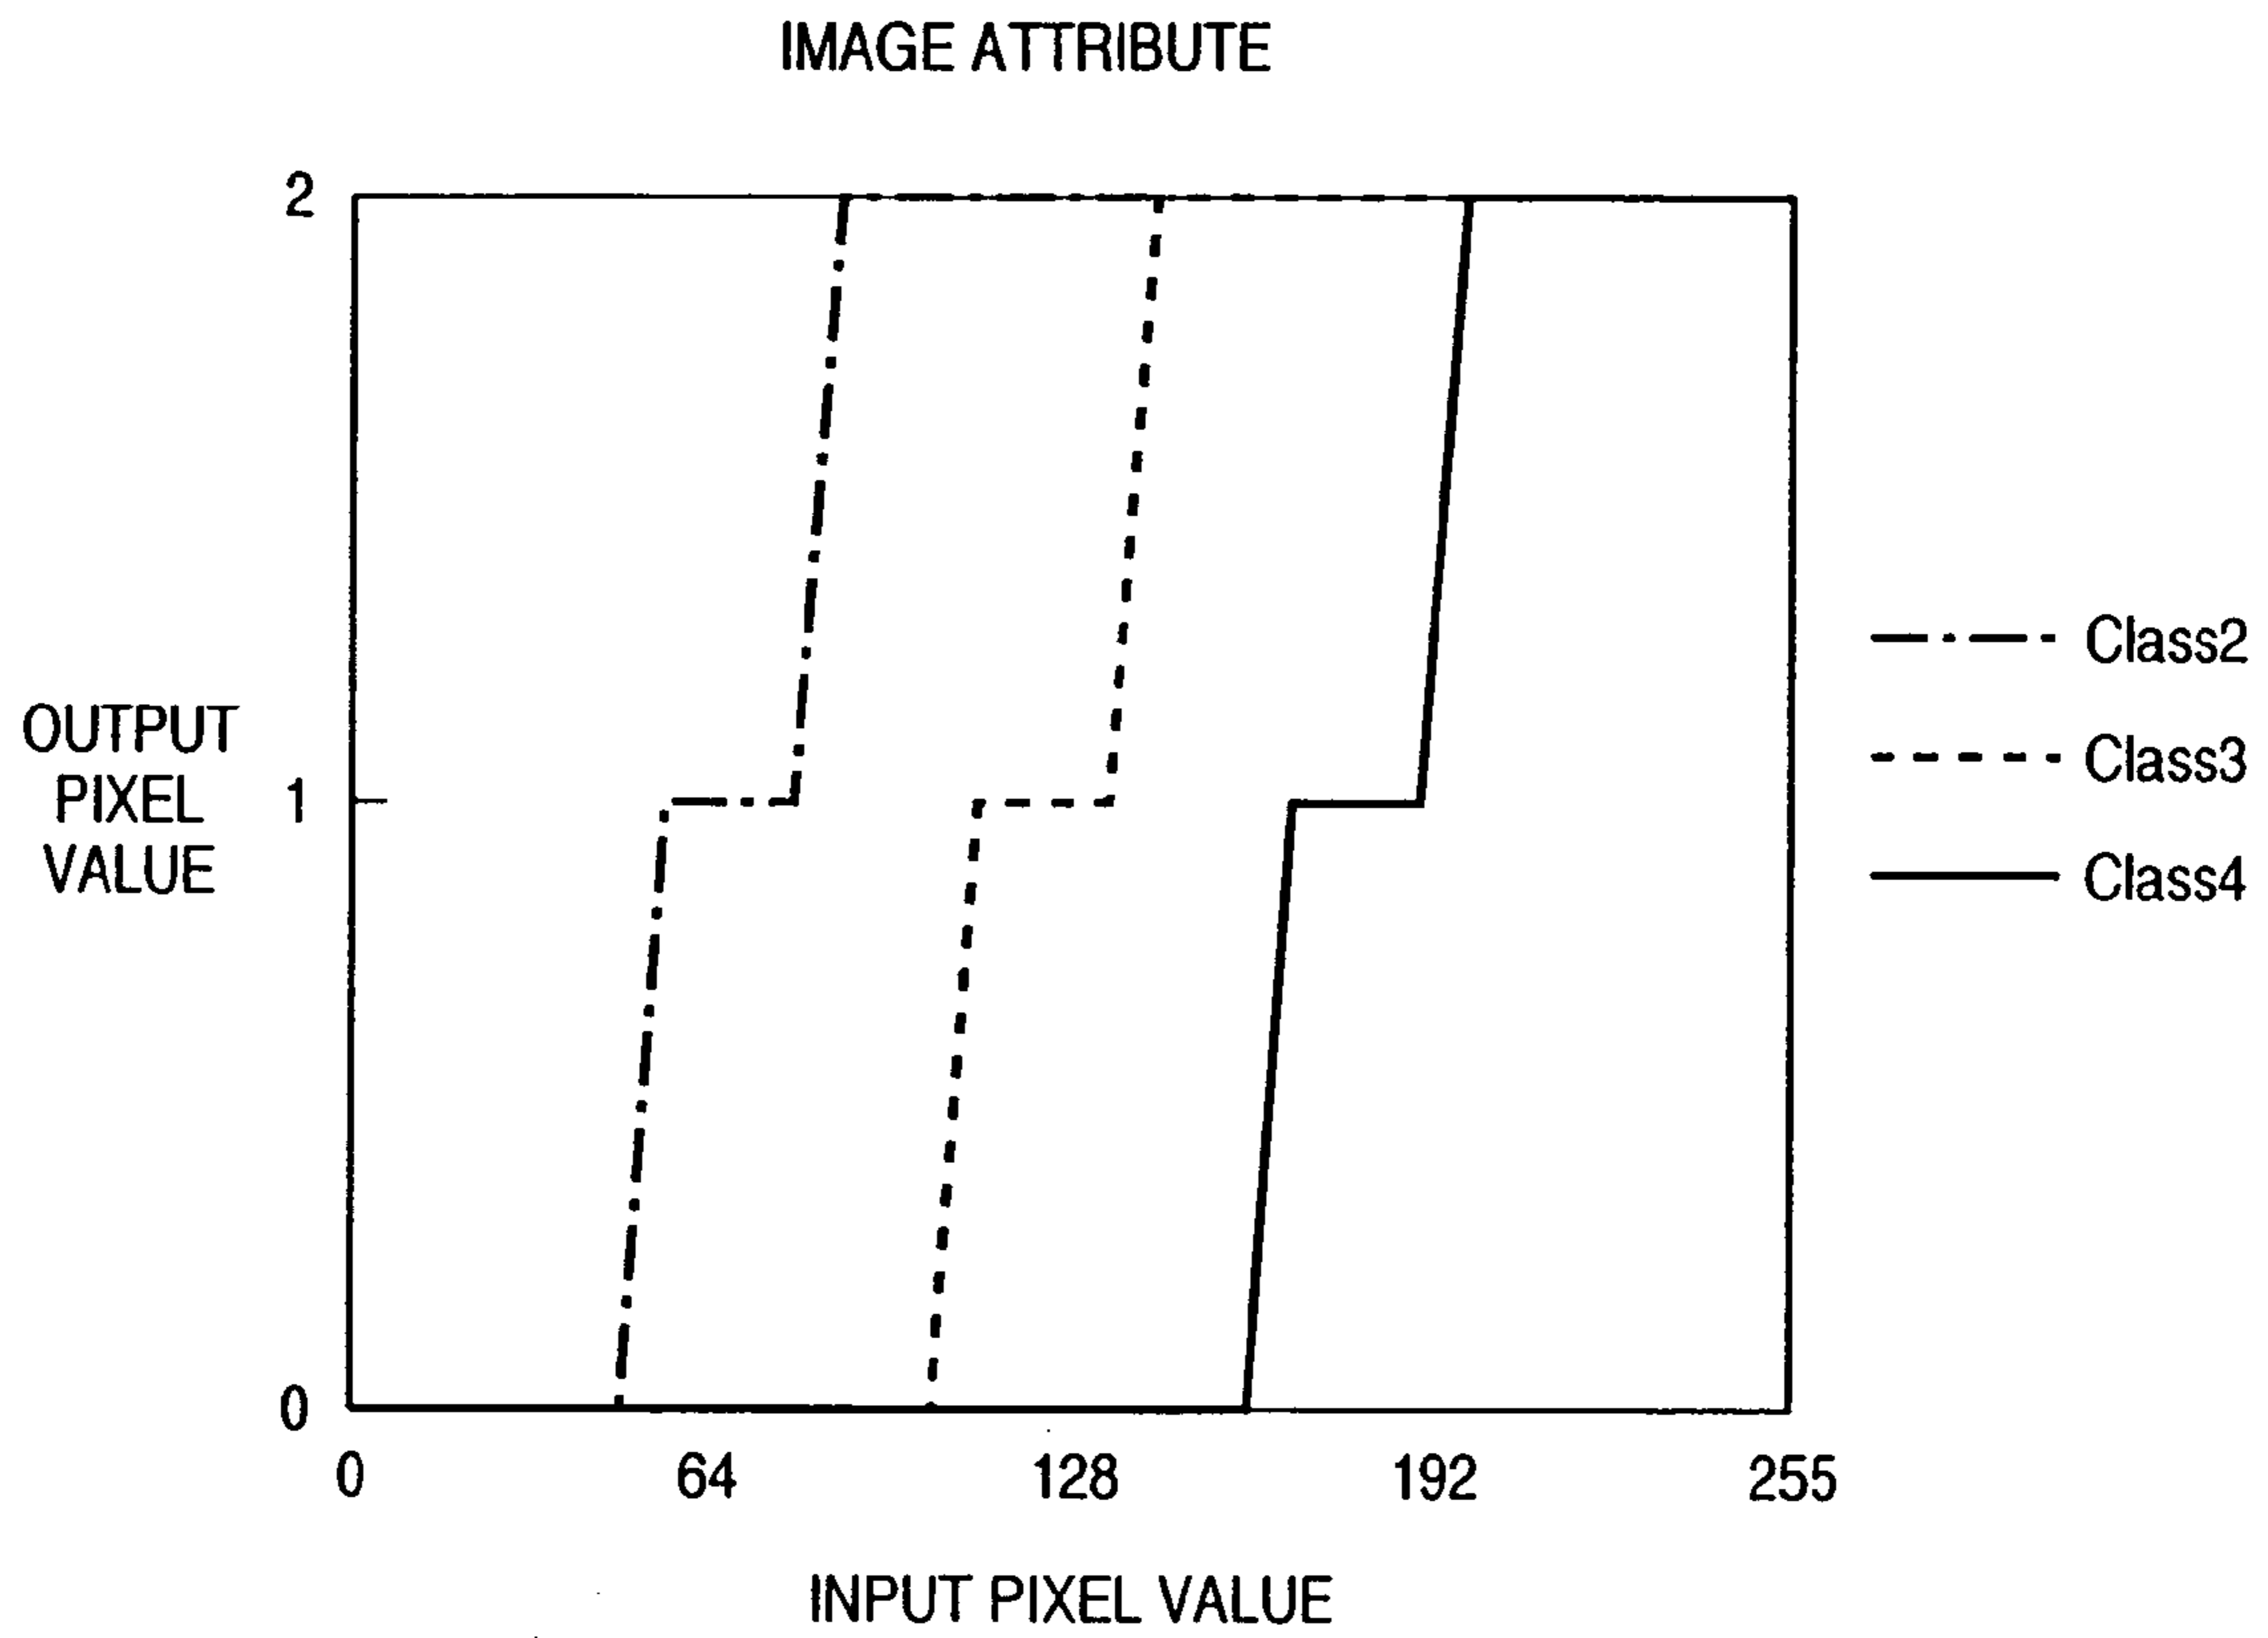 IMAGE ATTRIBUTE
2
1
0
OUTPUT
PIXEL
VALUE
0 64 128 192 255
INPUT PIXEL VALUE
Class2
Class3
Class4